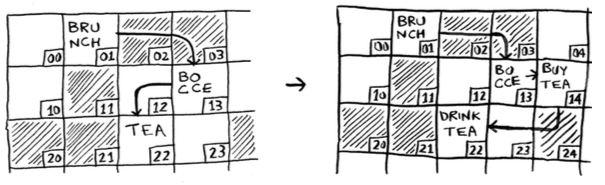 BRU
NCH
00
01
02
03
BO
CCE
10
11
12
13
TEA
20
21
22
23
BRU
NCH
00
01
02
03
04
BO
CCE
BUY
TEA
10
11
12
13
14
DRINK
TEA
20
21
22
23
24